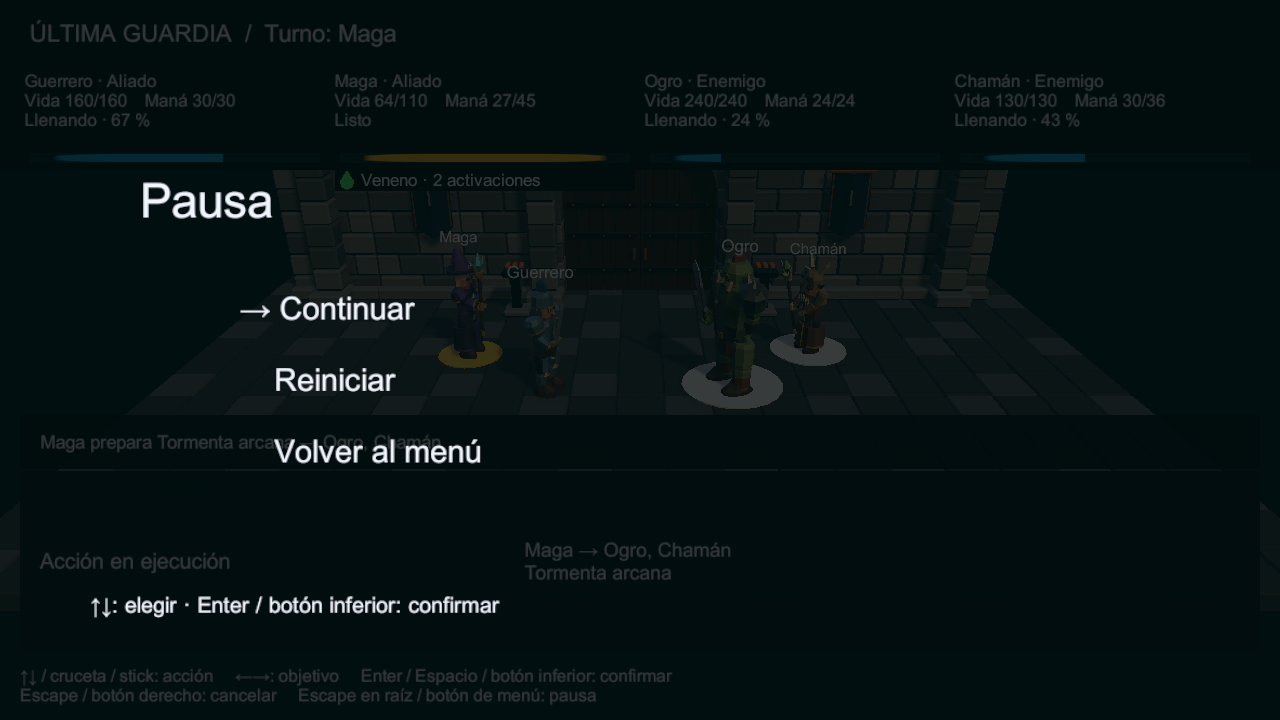 ÚLTIMA GUARDIA / Turno: Maga
Guerrero · Aliado
Vida 160/160 Maná 30/30
Llenando · 67 %
Maga · Aliado
Vida 64/110 Maná 27/45
Listo
Ogro · Enemigo
Vida 240/240 Maná 24/24
Llenando · 24 %
Chamán · Enemigo
Vida 130/130 Maná 30/36
Llenando · 43 %
Veneno · 2 activaciones
Pausa
Maga
Guerrero
Ogro
Chamán
→ Continuar
Reiniciar
Maga prepara Tormenta arcana → Ogro, Chamán
Volver al menú
Acción en ejecución
Maga → Ogro, Chamán
Tormenta arcana
↑↓: elegir · Enter / botón inferior: confirmar
↑↓ / cruceta / stick: acción ←→: objetivo Enter / Espacio / botón inferior: confirmar
Escape / botón derecho: cancelar Escape en raíz / botón de menú: pausa